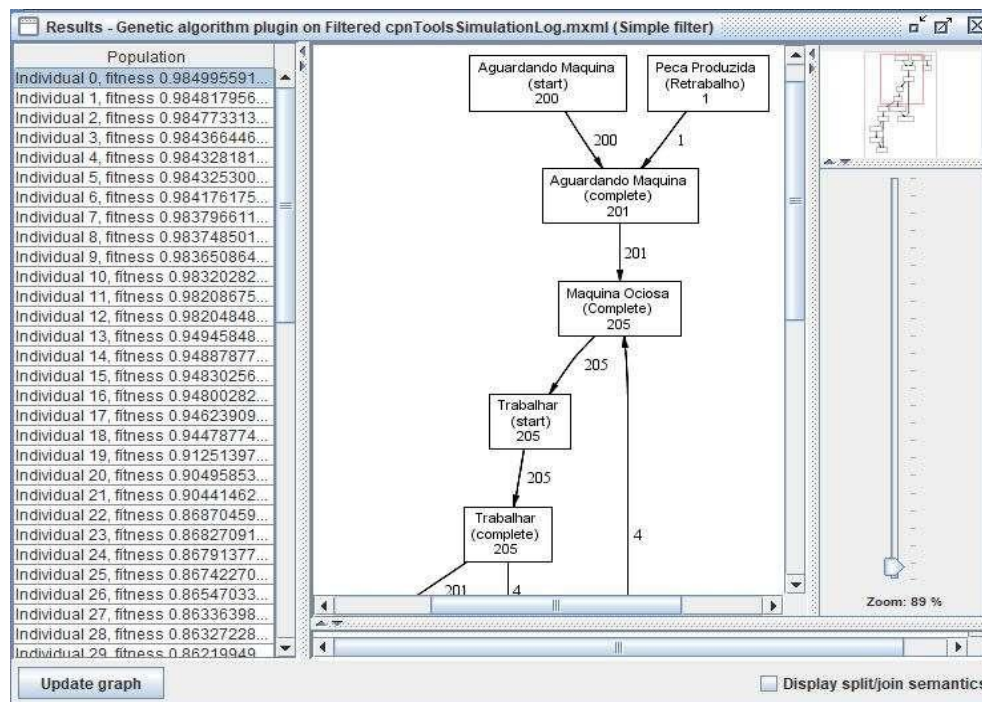 Results - Genetic algorithm plugin on Filtered cpnToolsSimulationLog.mxml (Simple filter)
Population
Individual 0, fitness 0.984995591...
Individual 1, fitness 0.984817956...
Individual 2, fitness 0.984773313...
Individual 3, fitness 0.984366446...
Individual 4, fitness 0.984328181...
Individual 5, fitness 0.984325300...
Individual 6, fitness 0.984176175...
Individual 7, fitness 0.983796611...
Individual 8, fitness 0.983748501...
Individual 9, fitness 0.983650864...
Individual 10, fitness 0.98320282...
Individual 11, fitness 0.98208675...
Individual 12, fitness 0.98204848...
Individual 13, fitness 0.94945848...
Individual 14, fitness 0.94887877...
Individual 15, fitness 0.94830256...
Individual 16, fitness 0.94800282...
Individual 17, fitness 0.94623909...
Individual 18, fitness 0.94478774...
Individual 19, fitness 0.91251397...
Individual 20, fitness 0.90495853...
Individual 21, fitness 0.90441462...
Individual 22, fitness 0.86870459...
Individual 23, fitness 0.86827091...
Individual 24, fitness 0.86791377...
Individual 25, fitness 0.86742270...
Individual 26, fitness 0.86547033...
Individual 27, fitness 0.86336398...
Individual 28, fitness 0.86327228...
Individual 29, fitness 0.86219949...
Aguardando Maquina
(start)
200
Peca Produzida
(Retrabalho)
1
200
1
Aguardando Maquina
(complete)
201
201
Maquina Ociosa
(Complete)
205
205
Trabalhar
(start)
205
205
Trabalhar
(complete)
205
4
201
4
Zoom: 89 %
Update graph
Display split/join semantics